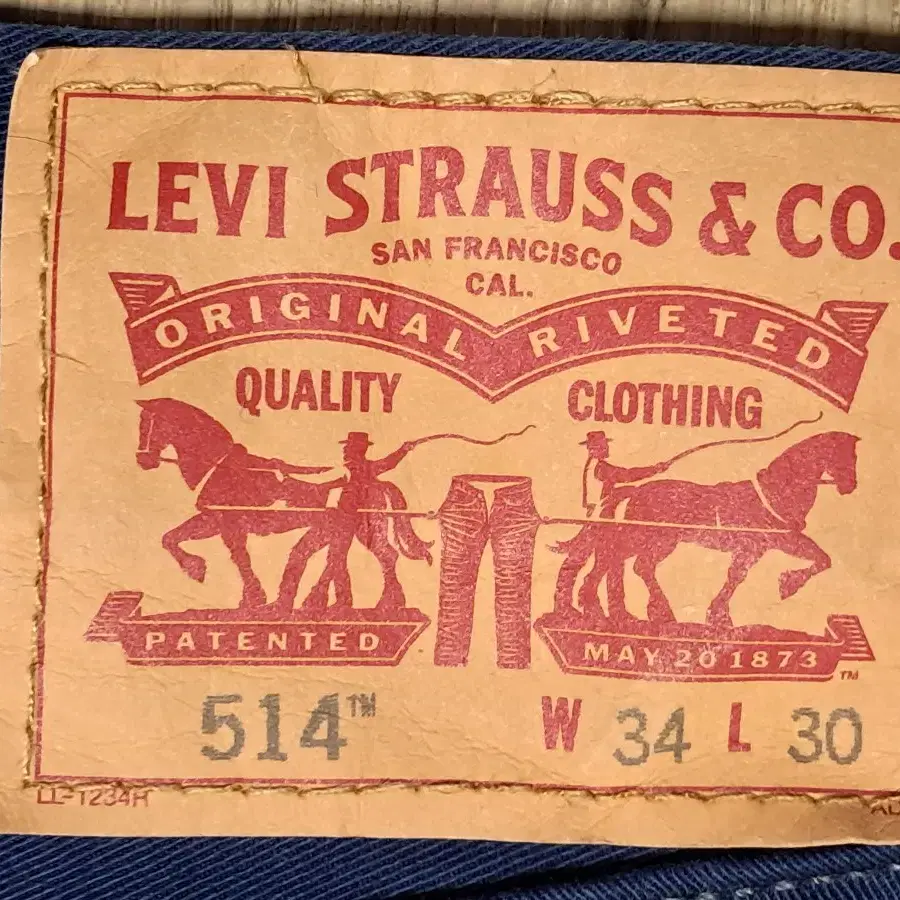 LEVI STRAUSS & CO.
SAN FRANCISCO
CAL.
ORIGINAL RIVETED
QUALITY CLOTHING
PATENTED MAY 20 1873 TM
514™ W 34 L 30
LL-1234H